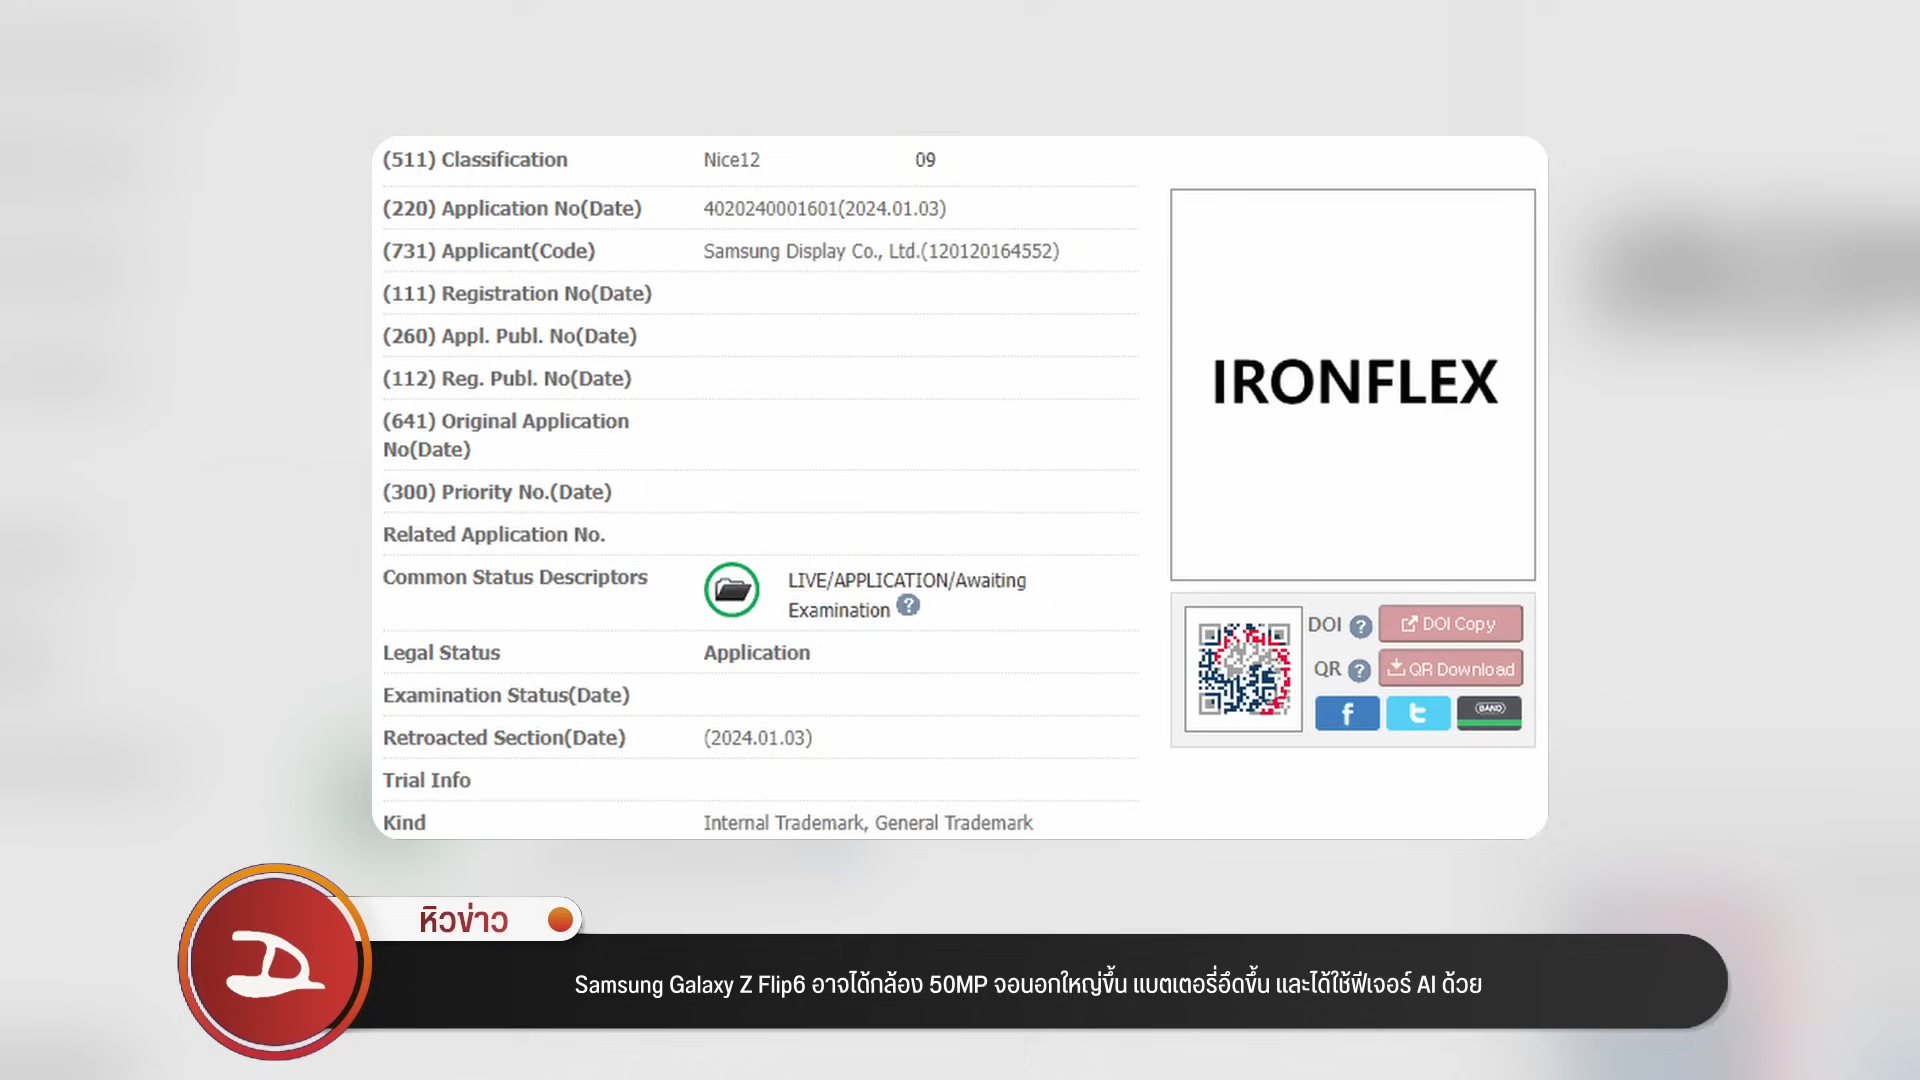 (511) Classification Nice12 09
(220) Application No(Date) 4020240001601(2024.01.03)
(731) Applicant(Code) Samsung Display Co., Ltd.(120120164552)
(111) Registration No(Date)
(260) Appl. Publ. No(Date)
(112) Reg. Publ. No(Date)
(641) Original Application
No(Date)
(300) Priority No.(Date)
Related Application No.
Common Status Descriptors LIVE/APPLICATION/Awaiting
Examination ?
Legal Status Application
Examination Status(Date)
Retroacted Section(Date) (2024.01.03)
Trial Info
Kind Internal Trademark, General Trademark
IRONFLEX
DOI ? DOI Copy
QR ? QR Download
f t BAND
หิวข่าว
Samsung Galaxy Z Flip6 อาจได้กล้อง 50MP จอนอกใหญ่ขึ้น แบตเตอรี่อึดขึ้น และได้ใช้ฟีเจอร์ AI ด้วย